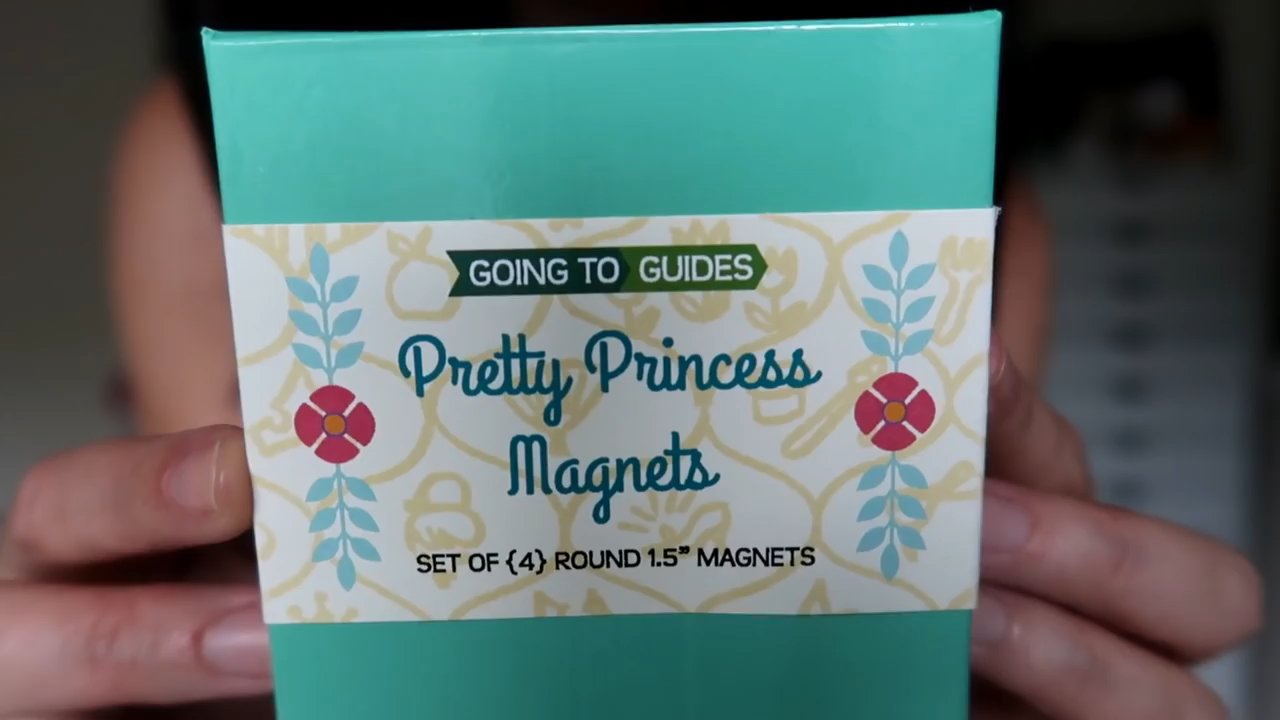 GOING TO GUIDES
Pretty Princess
Magnets
SET OF {4} ROUND 1.5” MAGNETS